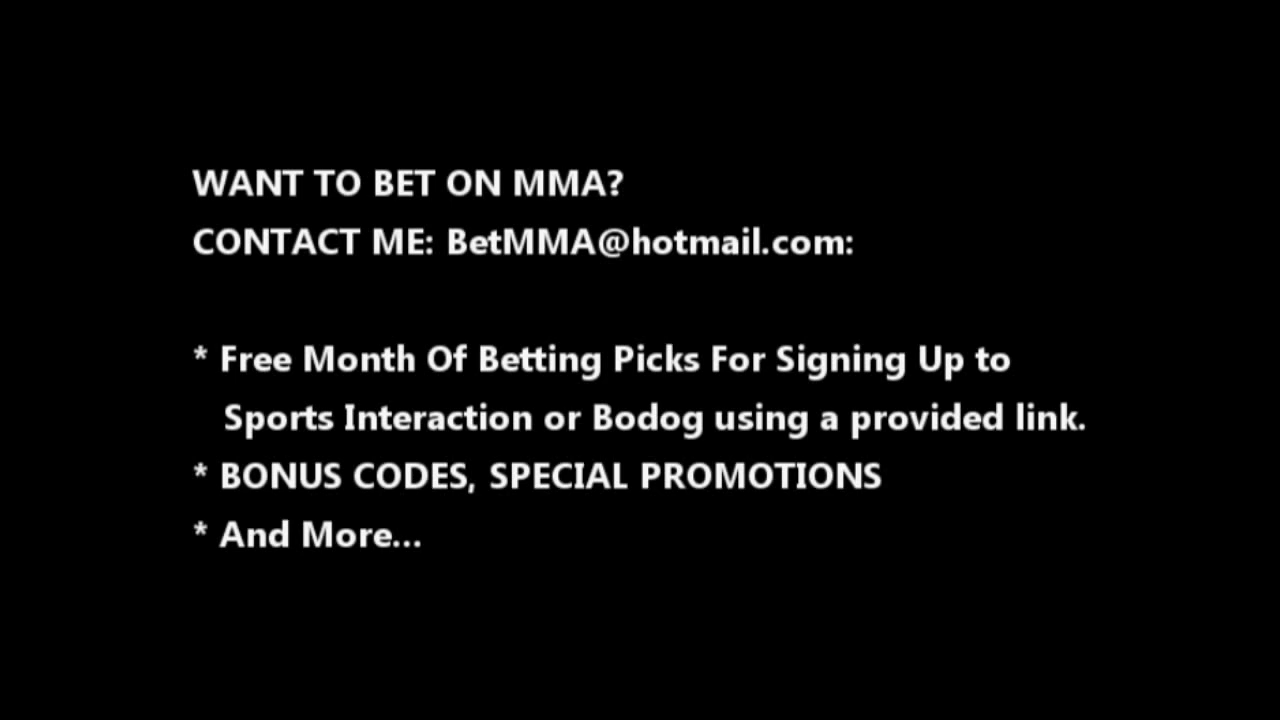 WANT TO BET ON MMA?
CONTACT ME: BetMMA@hotmail.com:
* Free Month Of Betting Picks For Signing Up to
Sports Interaction or Bodog using a provided link.
* BONUS CODES, SPECIAL PROMOTIONS
* And More...